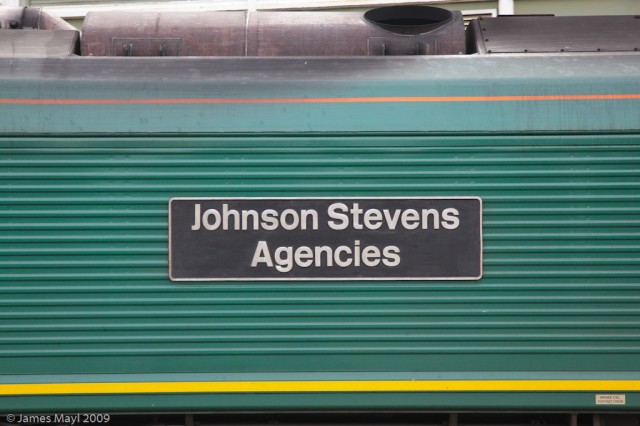 Johnson Stevens
Agencies
© James Mayl 2009